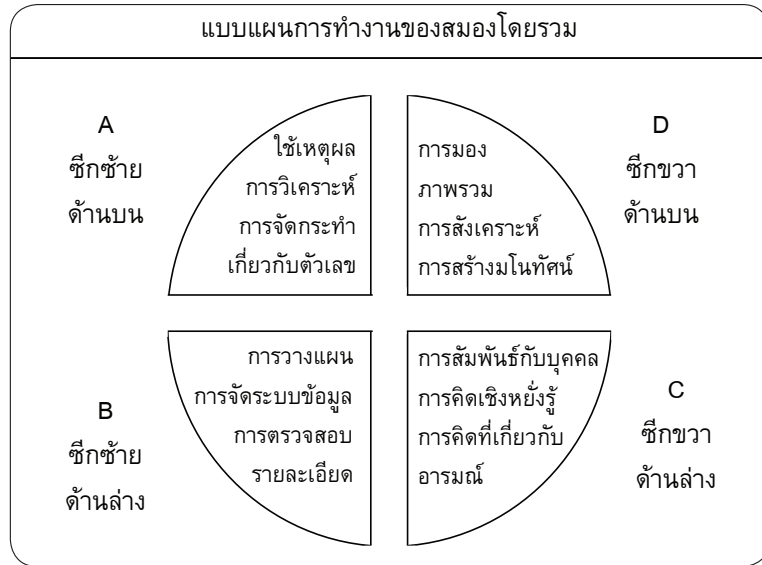 แบบแผนการทำงานของสมองโดยรวม
A
ซีกซ้าย
ด้านบน
ใช้เหตุผล
การวิเคราะห์
การจัดกระทำ
เกี่ยวกับตัวเลข
การมอง
ภาพรวม
การสังเคราะห์
การสร้างมโนทัศน์
D
ซีกขวา
ด้านบน
B
ซีกซ้าย
ด้านล่าง
การวางแผน
การจัดระบบข้อมูล
การตรวจสอบ
รายละเอียด
การสัมพันธ์กับบุคคล
การคิดเชิงหยั่งรู้
การคิดที่เกี่ยวกับ
อารมณ์
C
ซีกขวา
ด้านล่าง